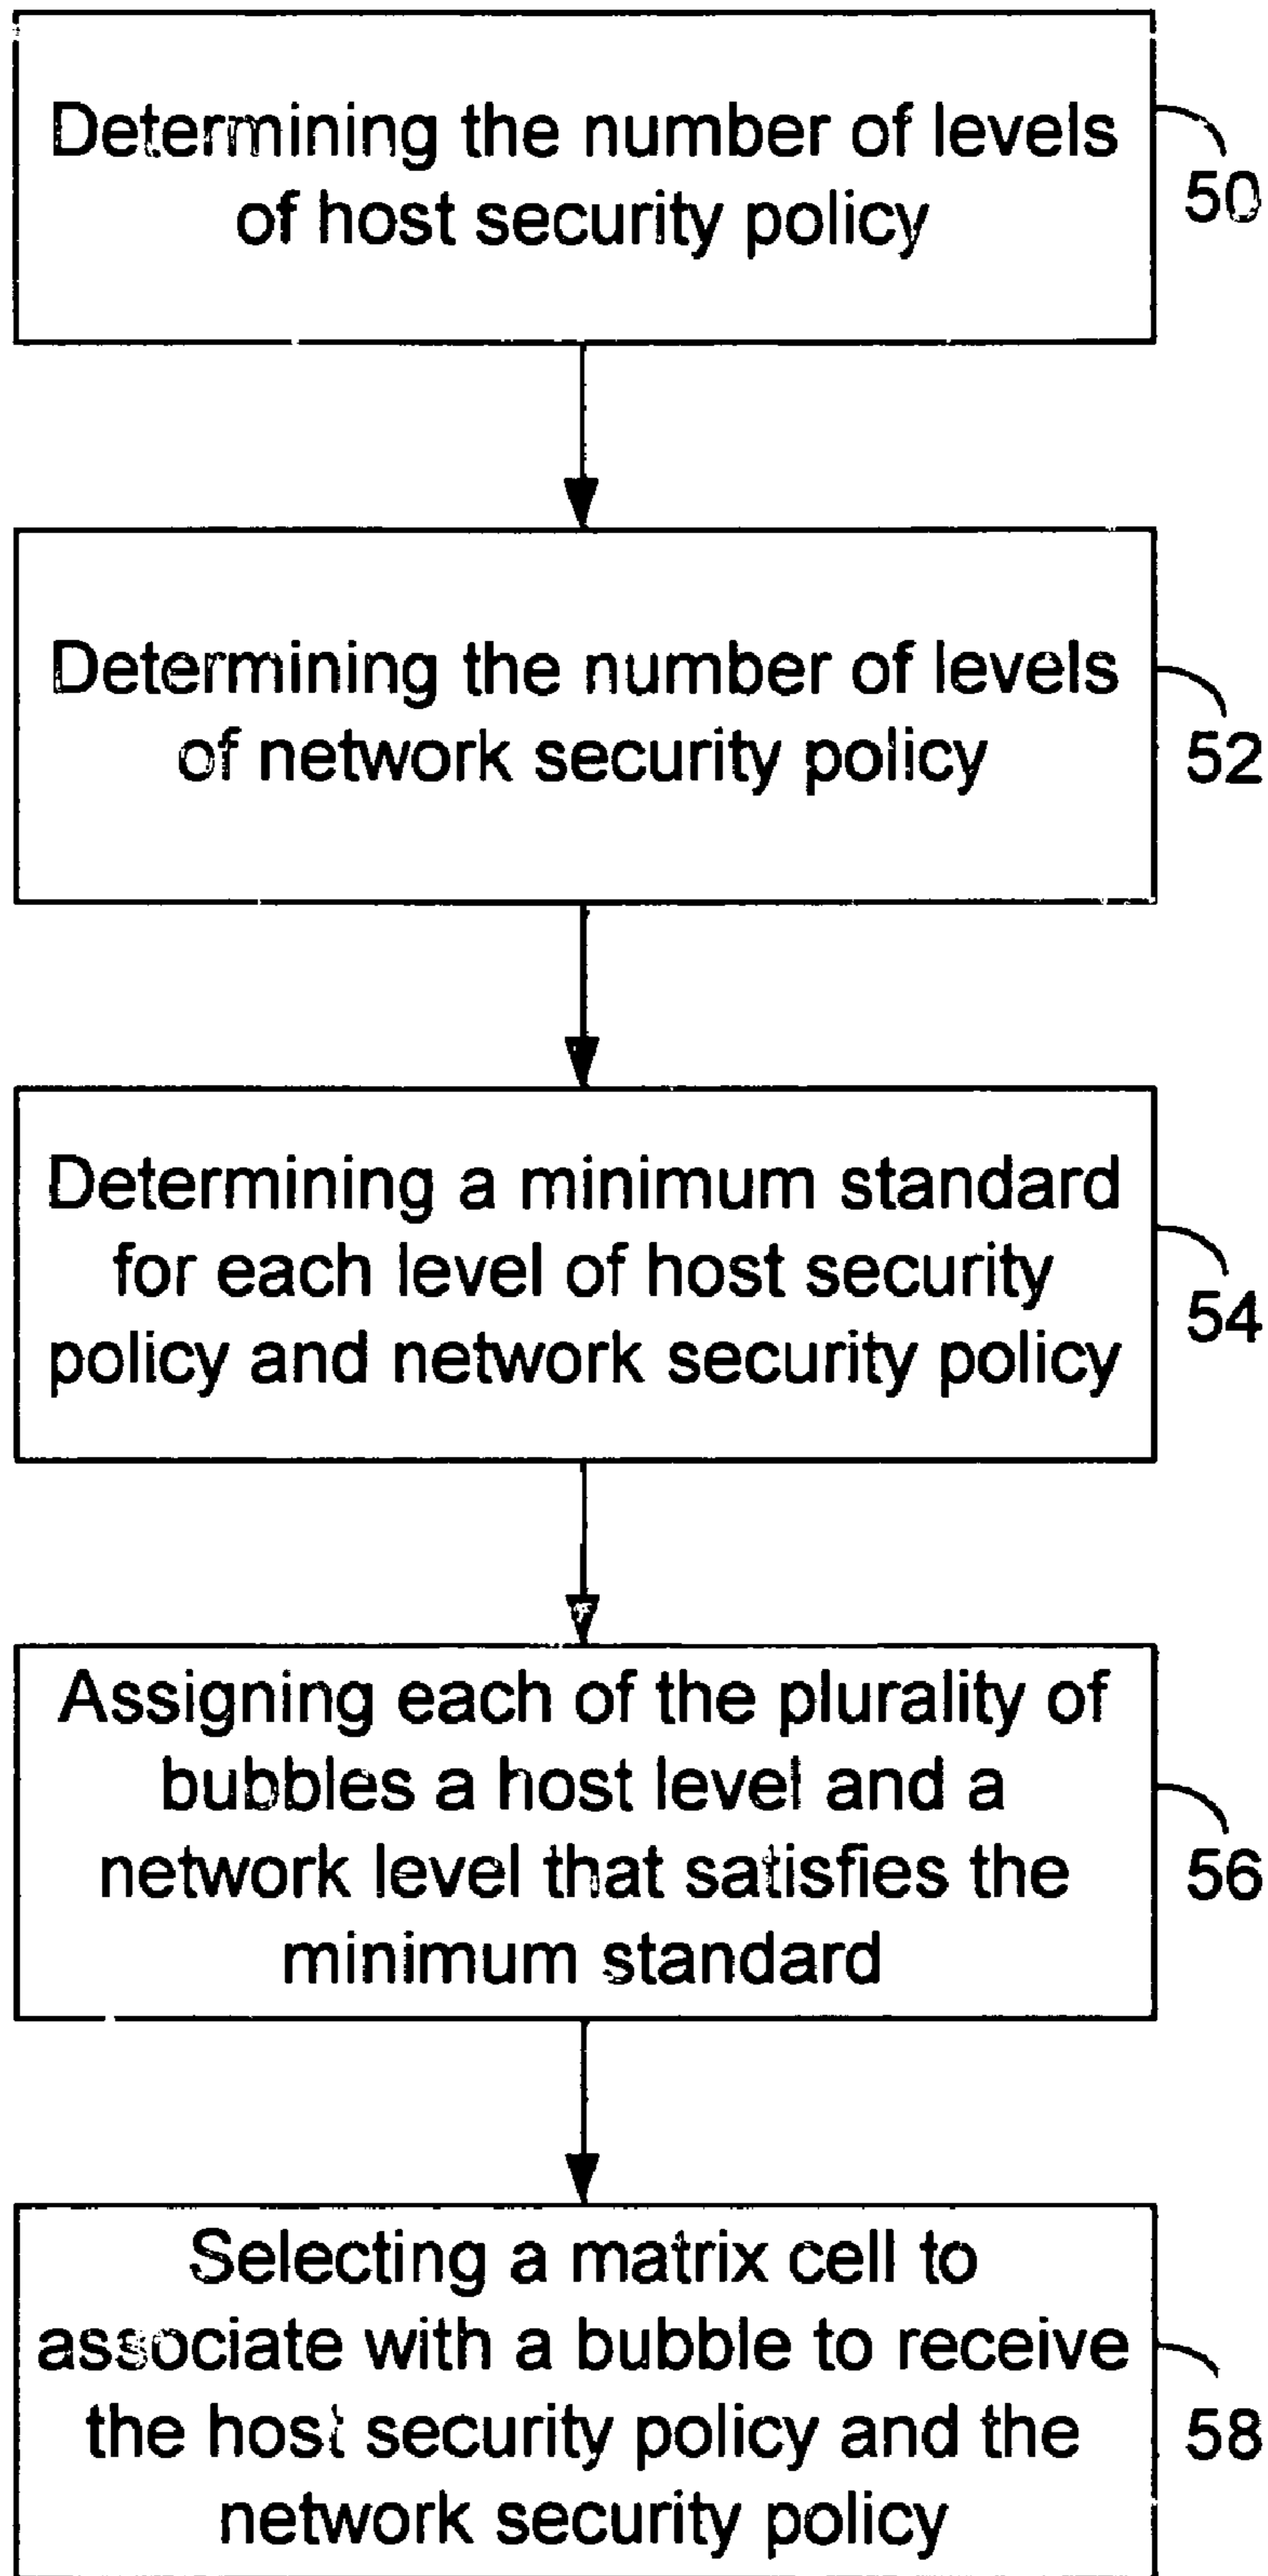 Determining the number of levels
of host security policy
50
Determining the number of levels
of network security policy
52
Determining a minimum standard
for each level of host security
policy and network security policy
54
Assigning each of the plurality of
bubbles a host level and a
network level that satisfies the
minimum standard
56
Selecting a matrix cell to
associate with a bubble to receive
the host security policy and the
network security policy
58